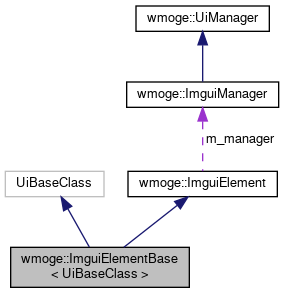 wmoge::UiManager
wmoge::ImguiManager
m_manager
UiBaseClass
wmoge::ImguiElement
wmoge::ImguiElementBase
< UiBaseClass >